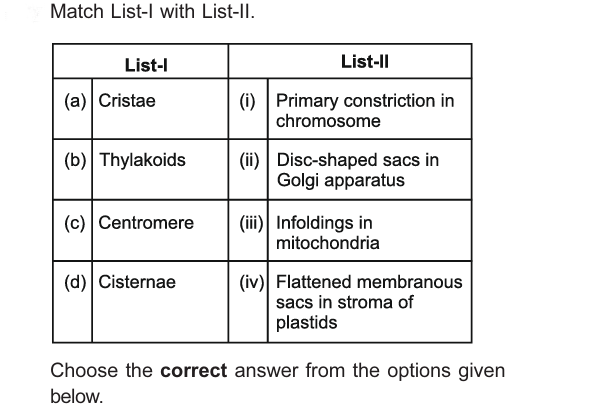 Match List-I with List-II.
List-I List-II
(a) Cristae (i) Primary constriction in
chromosome
(b) Thylakoids (ii) Disc-shaped sacs in
Golgi apparatus
(c) Centromere (iii) Infoldings in
mitochondria
(d) Cisternae (iv) Flattened membranous
sacs in stroma of
plastids
Choose the correct answer from the options given
below.